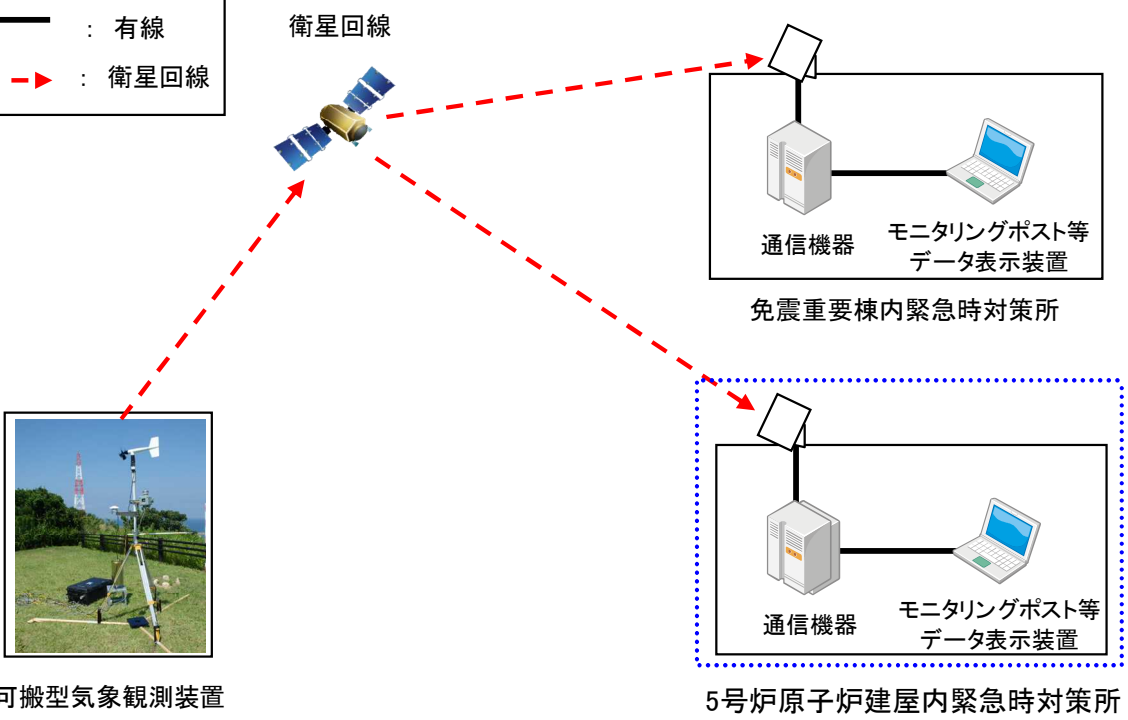 ： 有線
： 衛星回線
衛星回線
通信機器
モニタリングポスト等
データ表示装置
免震重要棟内緊急時対策所
通信機器
モニタリングポスト等
データ表示装置
可搬型気象観測装置
5号炉原子炉建屋内緊急時対策所